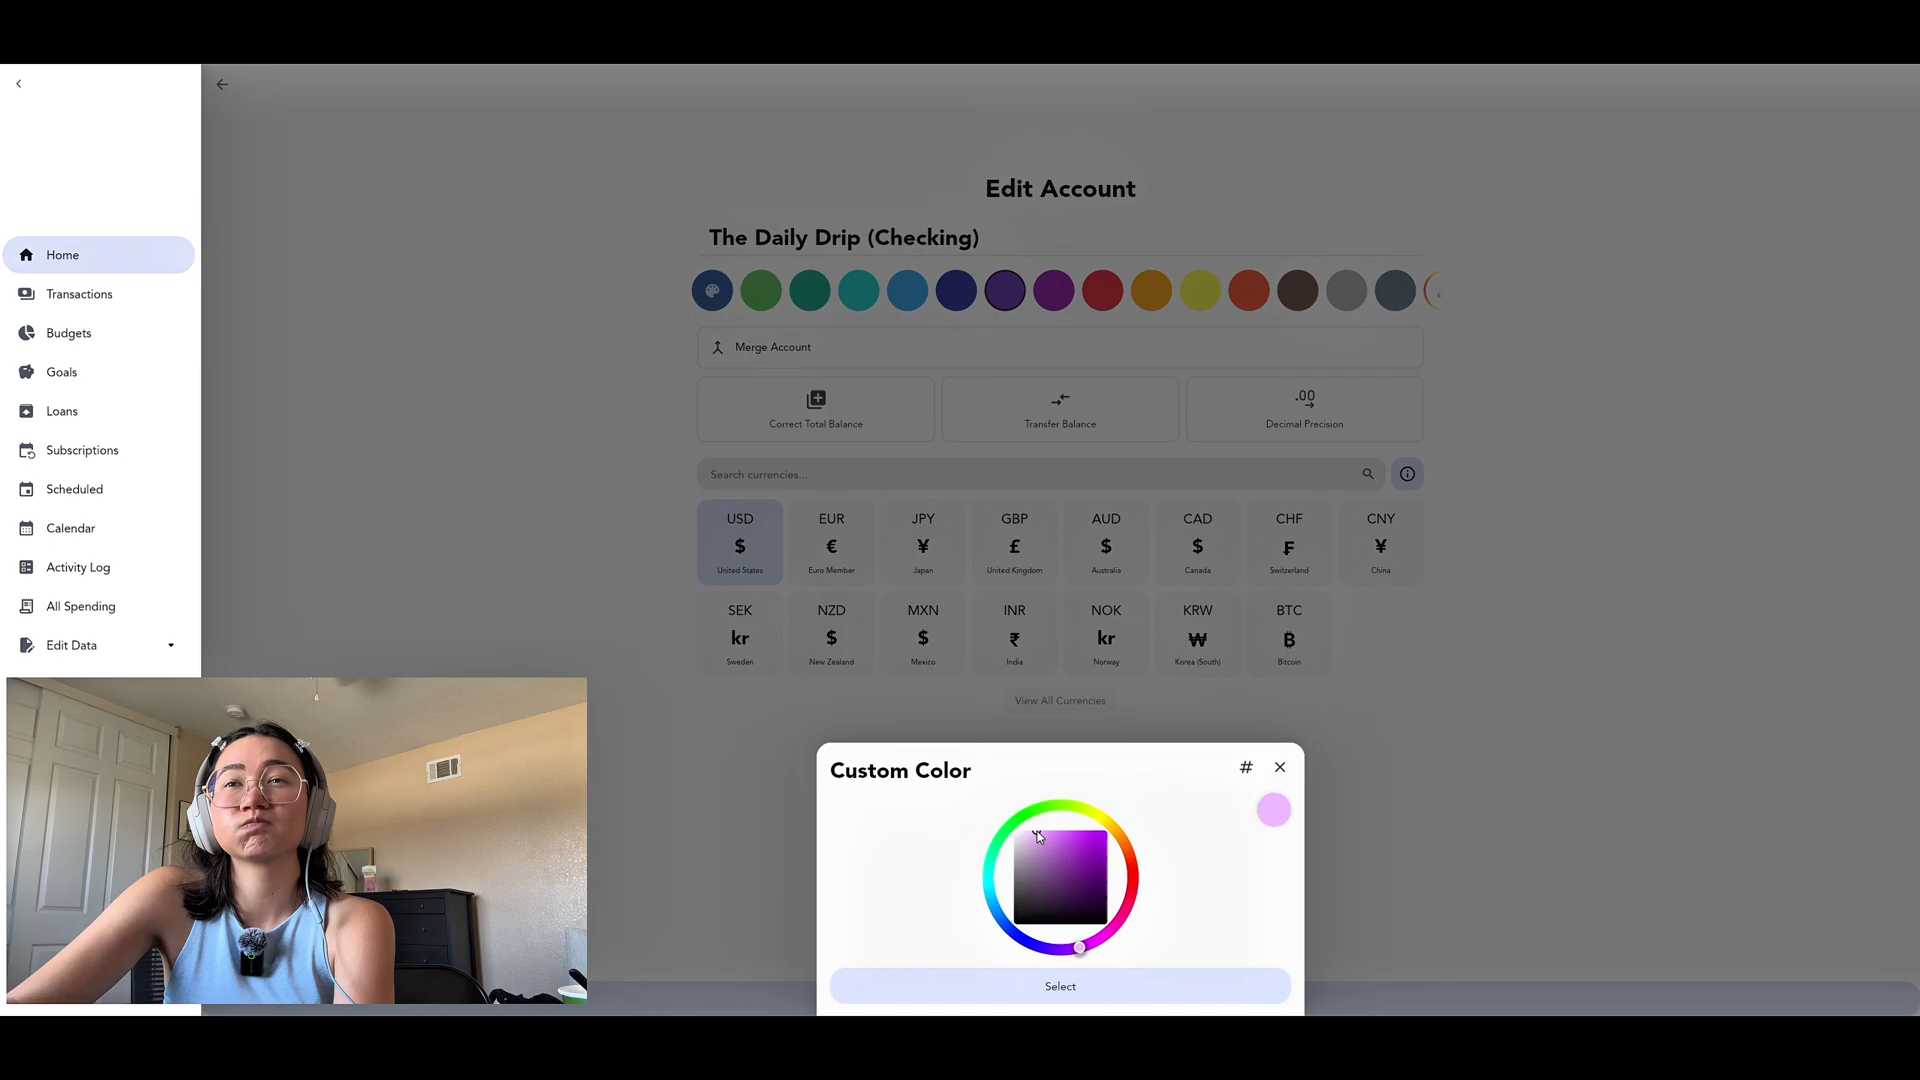 Home
Transactions
Budgets
Goals
Loans
Subscriptions
Scheduled
Calendar
Activity Log
All Spending
Edit Data
Edit Account
The Daily Drip (Checking)
Merge Account
Correct Total Balance
Transfer Balance
.00
Decimal Precision
Search currencies...
USD EUR JPY GBP AUD CAD CHF CNY
$ € ¥ £ $ $ ₣ ¥
United States Euro Member Japan United Kingdom Australia Canada Switzerland China
SEK NZD MXN INR NOK KRW BTC
kr $ $ ₹ kr ₩ ₿
Sweden New Zealand Mexico India Norway Korea (South) Bitcoin
View All Currencies
Custom Color
#
Select